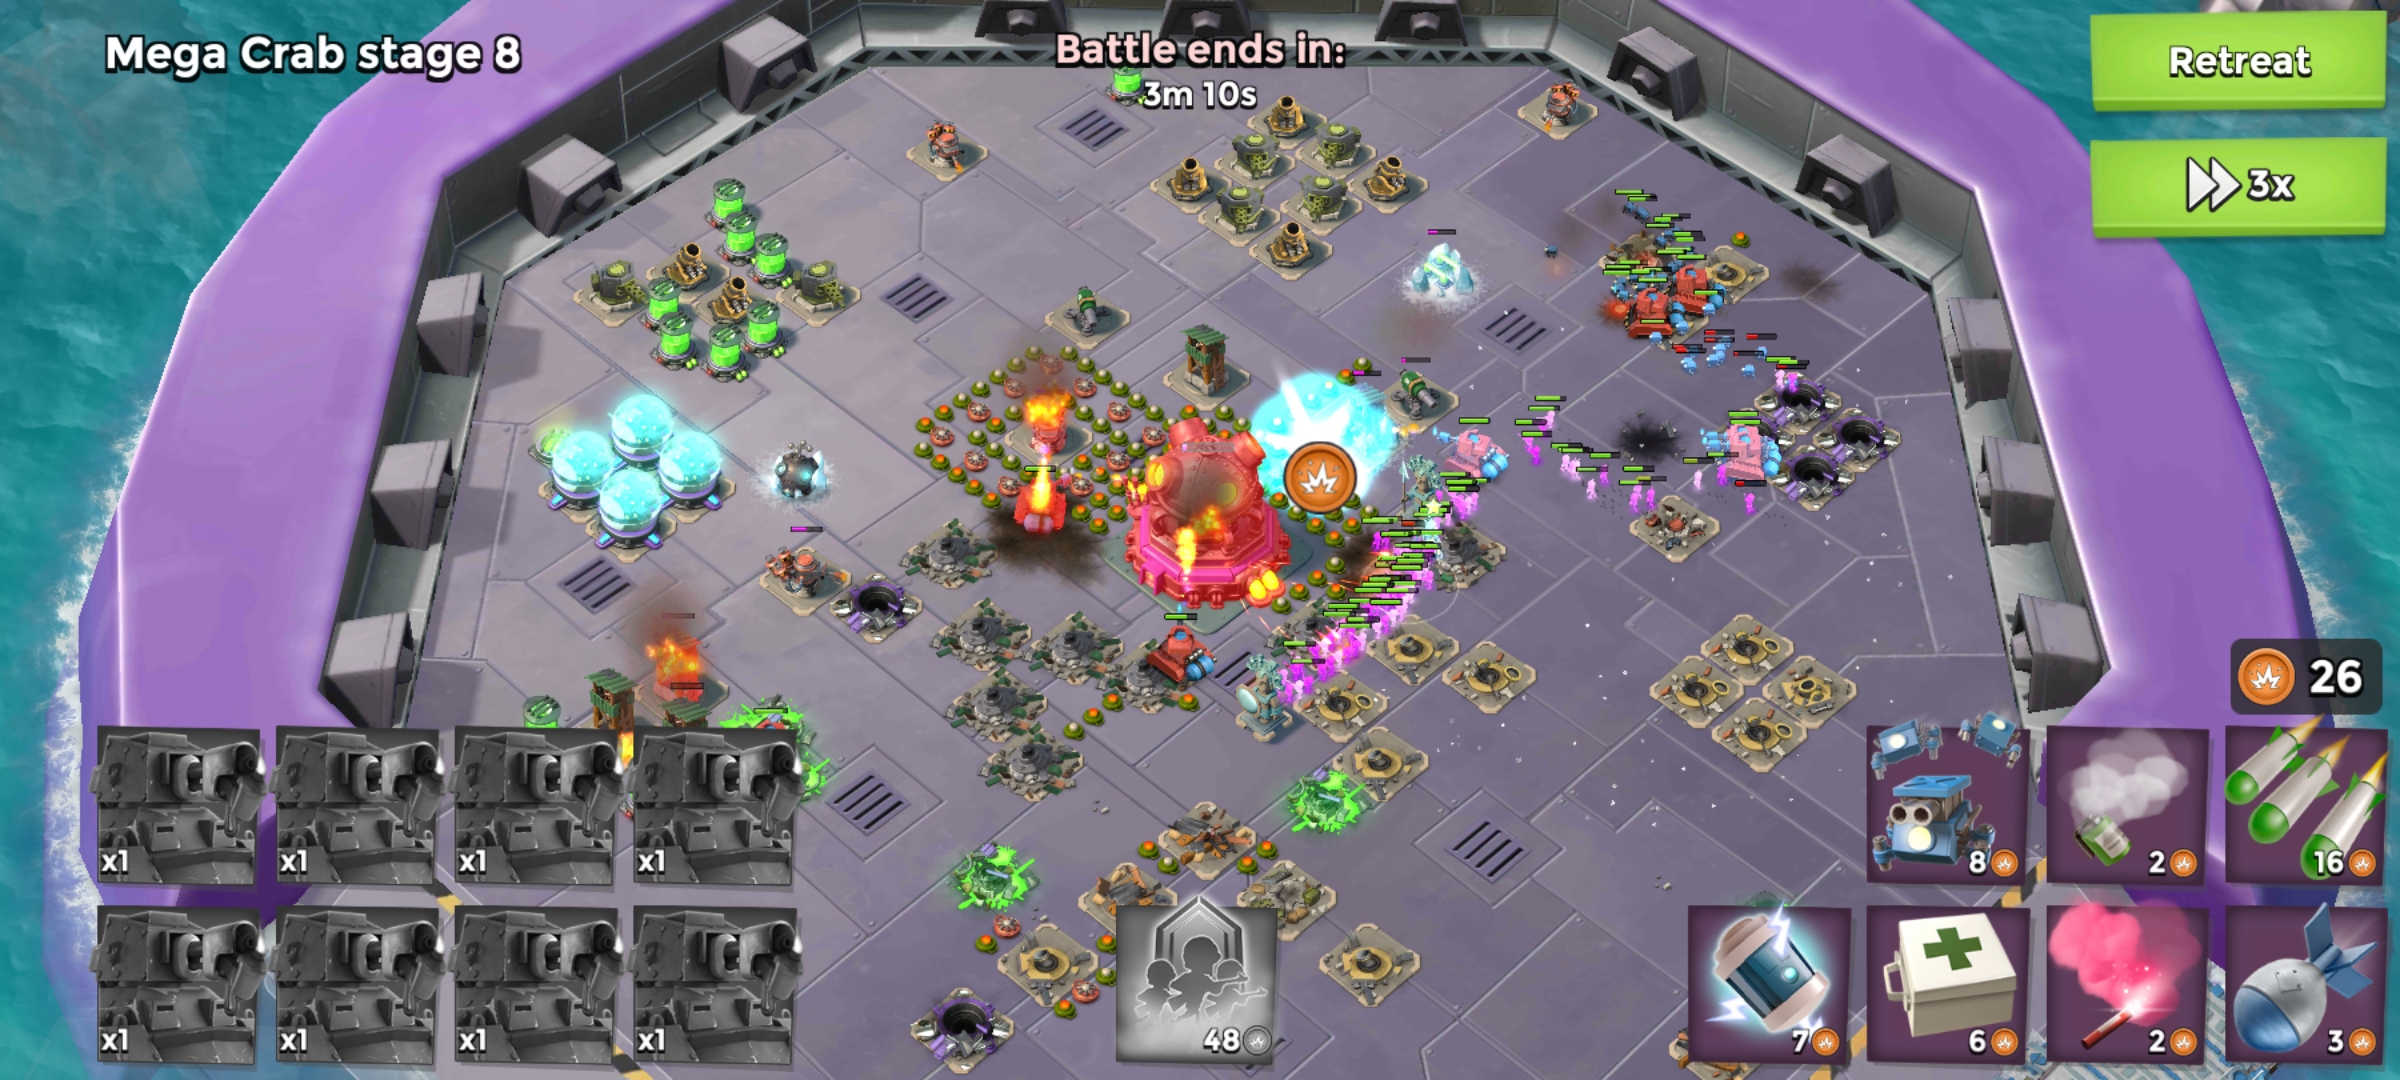 Mega Crab stage 8
Battle ends in:
3m 10s
Retreat
3x
26
x1
x1
x1
x1
8
2
16
x1
x1
x1
x1
48
7
6
2
3